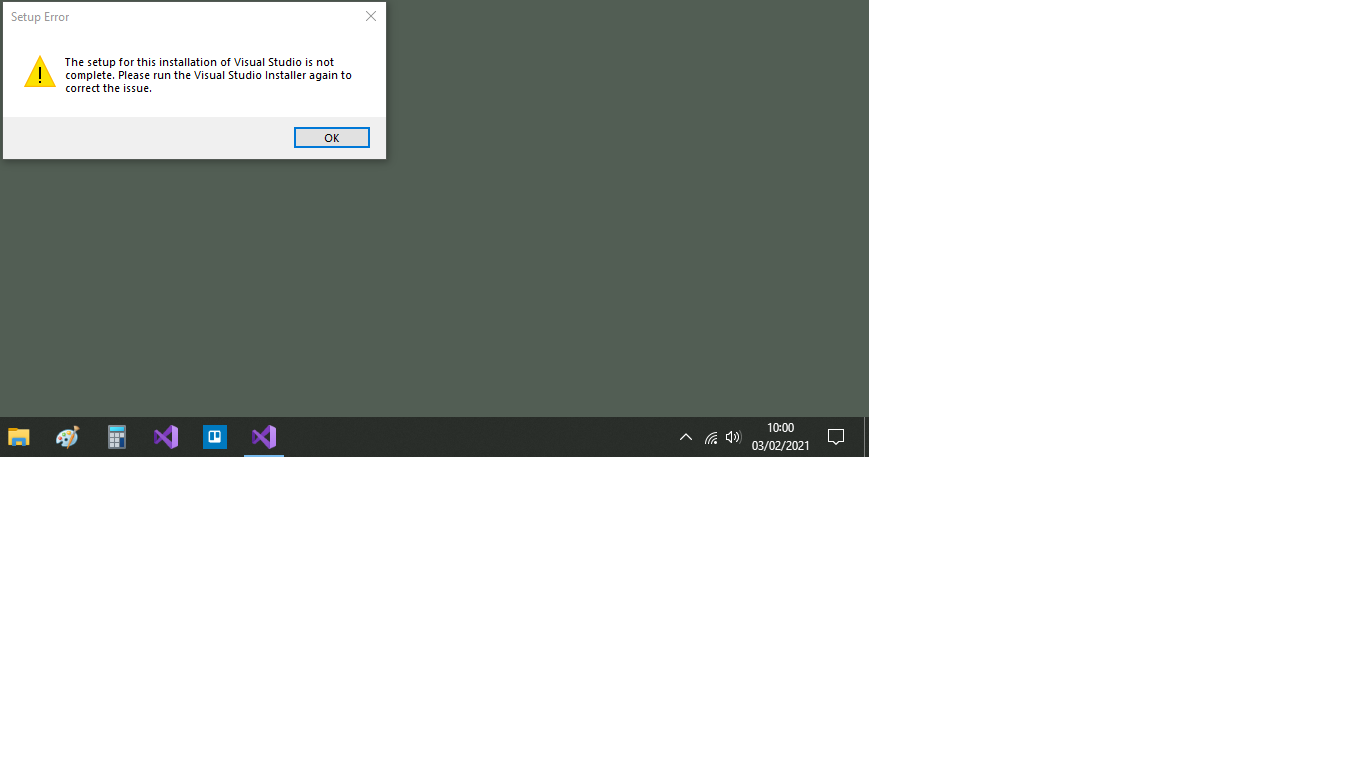 Setup Error
The setup for this installation of Visual Studio is not
complete. Please run the Visual Studio Installer again to
correct the issue.
OK
10:00
03/02/2021